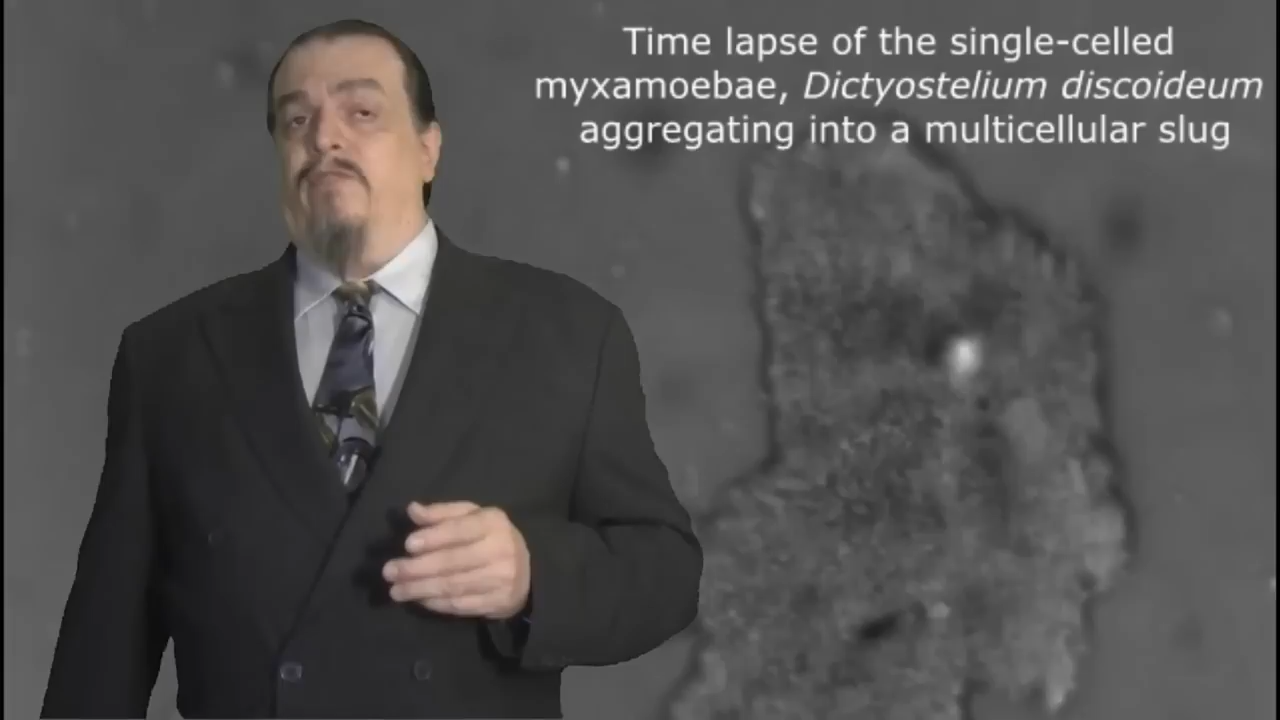 Time lapse of the single-celled
myxamoebae, Dictyostelium discoideum
aggregating into a multicellular slug